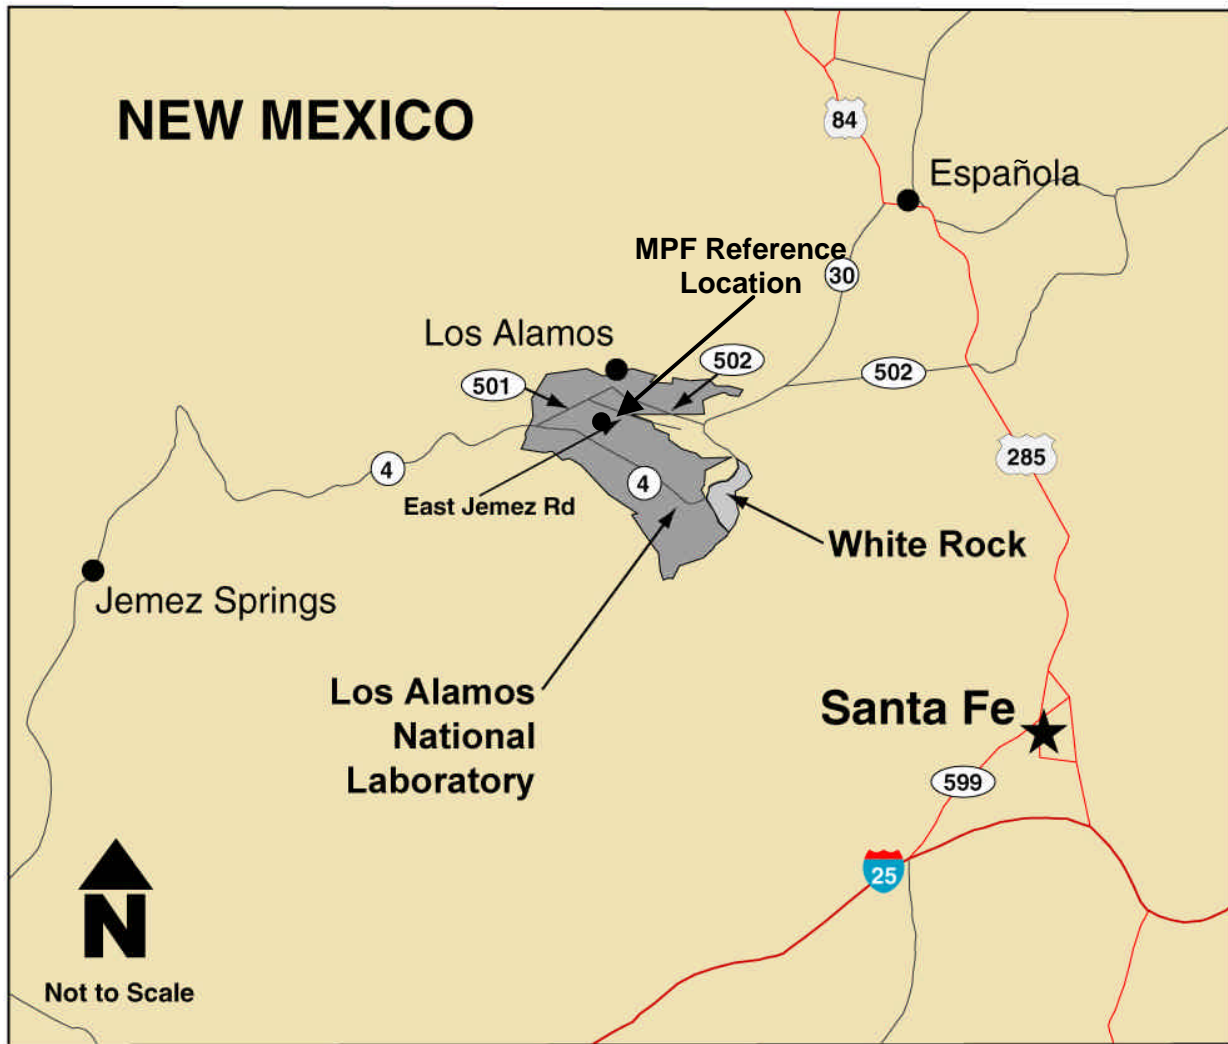 NEW MEXICO
84
Española
MPF Reference
Location
30
Los Alamos
502
501
502
285
4
4
East Jemez Rd
White Rock
Jemez Springs
Los Alamos
National
Laboratory
Santa Fe
599
25
N
Not to Scale